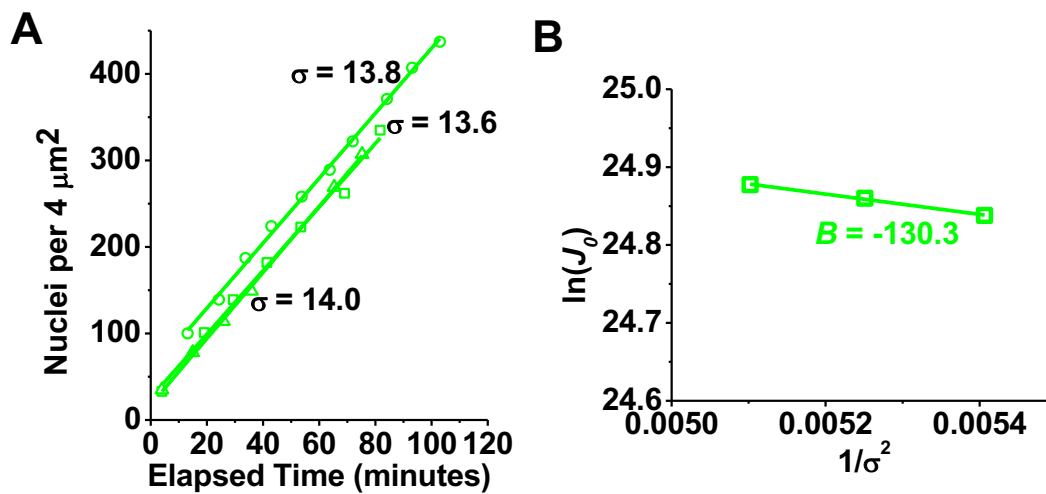 A
Nuclei per 4 μm2
400
300
200
100
0
σ = 13.8
σ = 13.6
σ = 14.0
0 20 40 60 80 100 120
Elapsed Time (minutes)
B
ln(J₀)
25.0
24.9
24.8
24.7
24.6
B = -130.3
0.0050 0.0052 0.0054
1/σ²